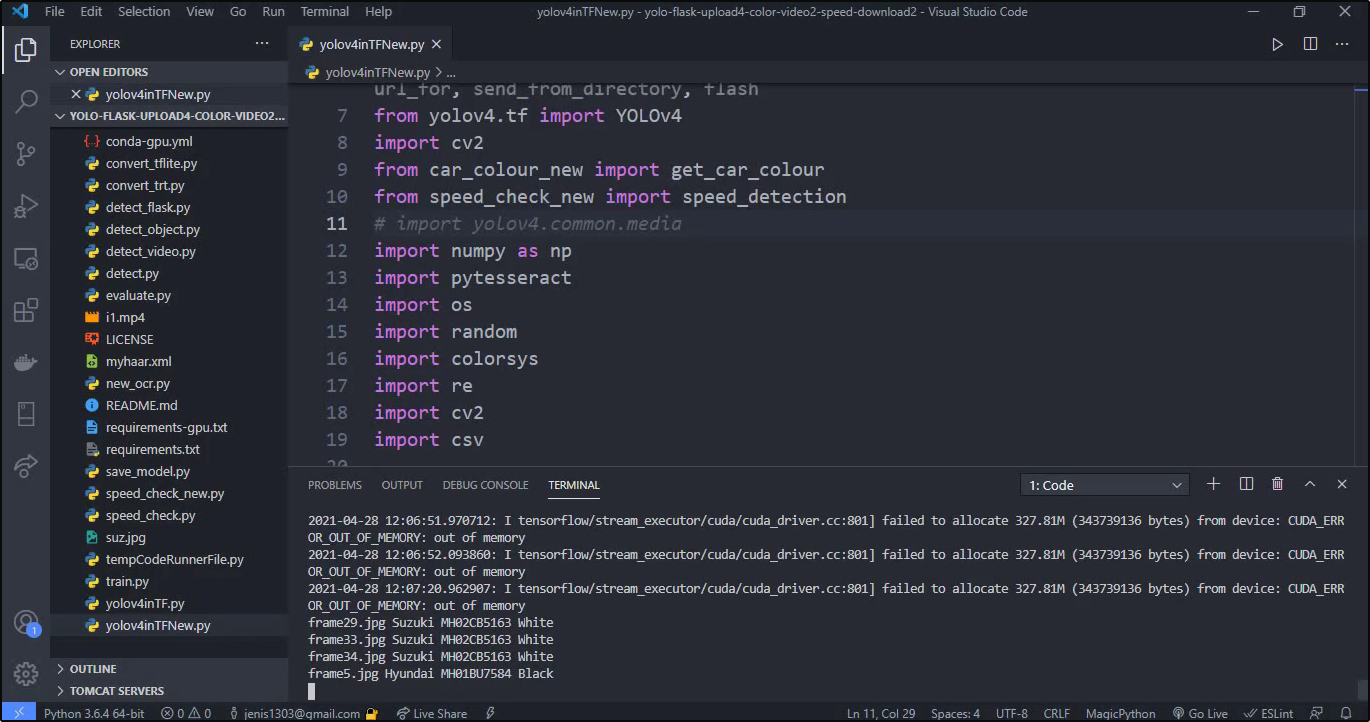 File Edit Selection View Go Run Terminal Help
yolov4inTFNew.py - yolo-flask-upload4-color-video2-speed-download2 - Visual Studio Code
EXPLORER
OPEN EDITORS
yolov4inTFNew.py
YOLO-FLASK-UPLOAD4-COLOR-VIDEO2...
conda-gpu.yml
convert_tflite.py
convert_trt.py
detect_flask.py
detect_object.py
detect_video.py
detect.py
evaluate.py
i1.mp4
LICENSE
myhaar.xml
new_ocr.py
README.md
requirements-gpu.txt
requirements.txt
save_model.py
speed_check_new.py
speed_check.py
suz.jpg
tempCodeRunnerFile.py
train.py
yolov4inTF.py
yolov4inTFNew.py
OUTLINE
TOMCAT SERVERS
yolov4inTFNew.py
yolov4inTFNew.py > ...
url_for, send_from_directory, flash
7 from yolov4.tf import YOLOv4
8 import cv2
9 from car_colour_new import get_car_colour
10 from speed_check_new import speed_detection
11 # import yolov4.common.media
12 import numpy as np
13 import pytesseract
14 import os
15 import random
16 import colorsys
17 import re
18 import cv2
19 import csv
20
PROBLEMS OUTPUT DEBUG CONSOLE TERMINAL
1: Code
2021-04-28 12:06:51.970712: I tensorflow/stream_executor/cuda/cuda_driver.cc:801] failed to allocate 327.81M (343739136 bytes) from device: CUDA_ERR
OR_OUT_OF_MEMORY: out of memory
2021-04-28 12:06:52.093860: I tensorflow/stream_executor/cuda/cuda_driver.cc:801] failed to allocate 327.81M (343739136 bytes) from device: CUDA_ERR
OR_OUT_OF_MEMORY: out of memory
2021-04-28 12:07:20.962907: I tensorflow/stream_executor/cuda/cuda_driver.cc:801] failed to allocate 327.81M (343739136 bytes) from device: CUDA_ERR
OR_OUT_OF_MEMORY: out of memory
frame29.jpg Suzuki MH02CB5163 White
frame33.jpg Suzuki MH02CB5163 White
frame34.jpg Suzuki MH02CB5163 White
frame5.jpg Hyundai MH01BU7584 Black
1
Python 3.6.4 64-bit 0 0 jenis1303@gmail.com Live Share Ln 11, Col 29 Spaces: 4 UTF-8 CRLF MagicPython Go Live ESLint